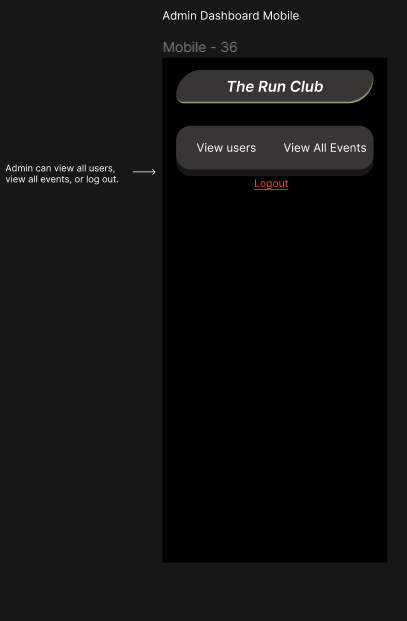 Admin Dashboard Mobile
Mobile - 36
The Run Club
View users
View All Events
Admin can view all users,
view all events, or log out.
Logout